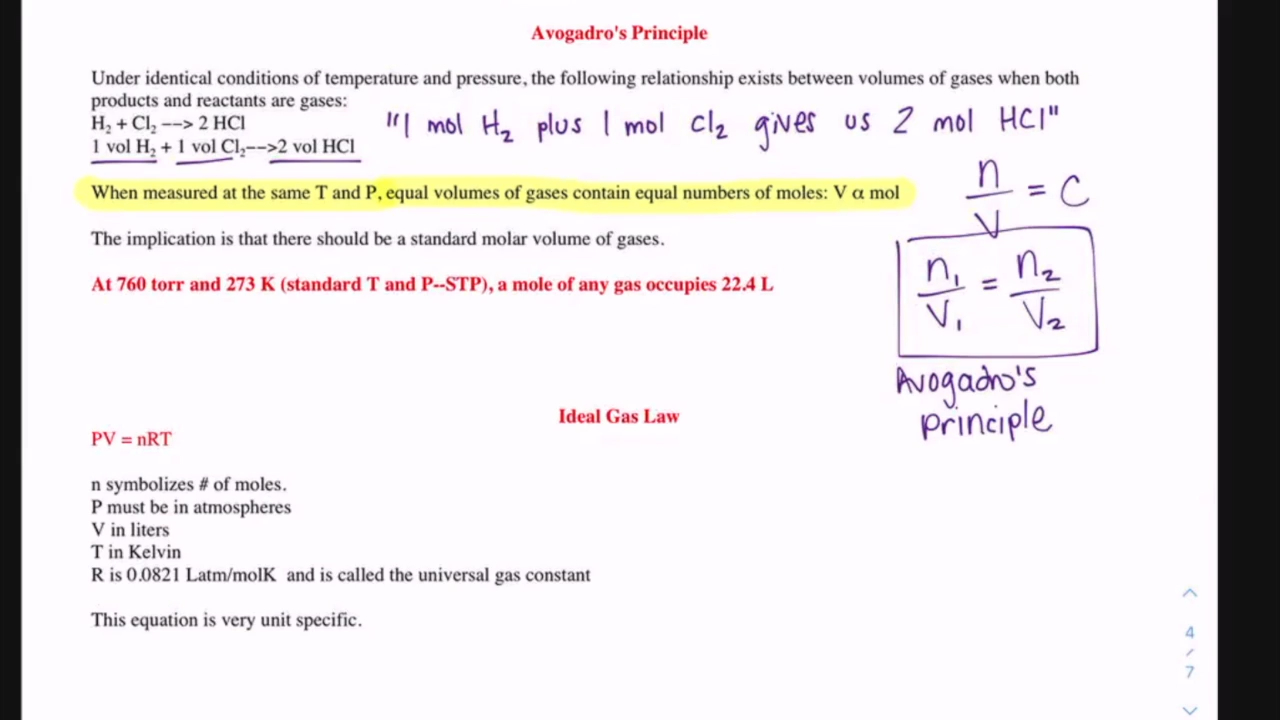 Avogadro's Principle
Under identical conditions of temperature and pressure, the following relationship exists between volumes of gases when both
products and reactants are gases:
H₂ + Cl₂ --> 2 HCl
"1 mol H₂ plus 1 mol Cl₂ gives us 2 mol HCl"
1 vol H₂ + 1 vol Cl₂-->2 vol HCl
When measured at the same T and P, equal volumes of gases contain equal numbers of moles: V α mol
n/V = C
The implication is that there should be a standard molar volume of gases.
At 760 torr and 273 K (standard T and P--STP), a mole of any gas occupies 22.4 L
n₁/V₁ = n₂/V₂
Avogadro's
principle
Ideal Gas Law
PV = nRT
n symbolizes # of moles.
P must be in atmospheres
V in liters
T in Kelvin
R is 0.0821 Latm/molK and is called the universal gas constant
This equation is very unit specific.
4
/
7